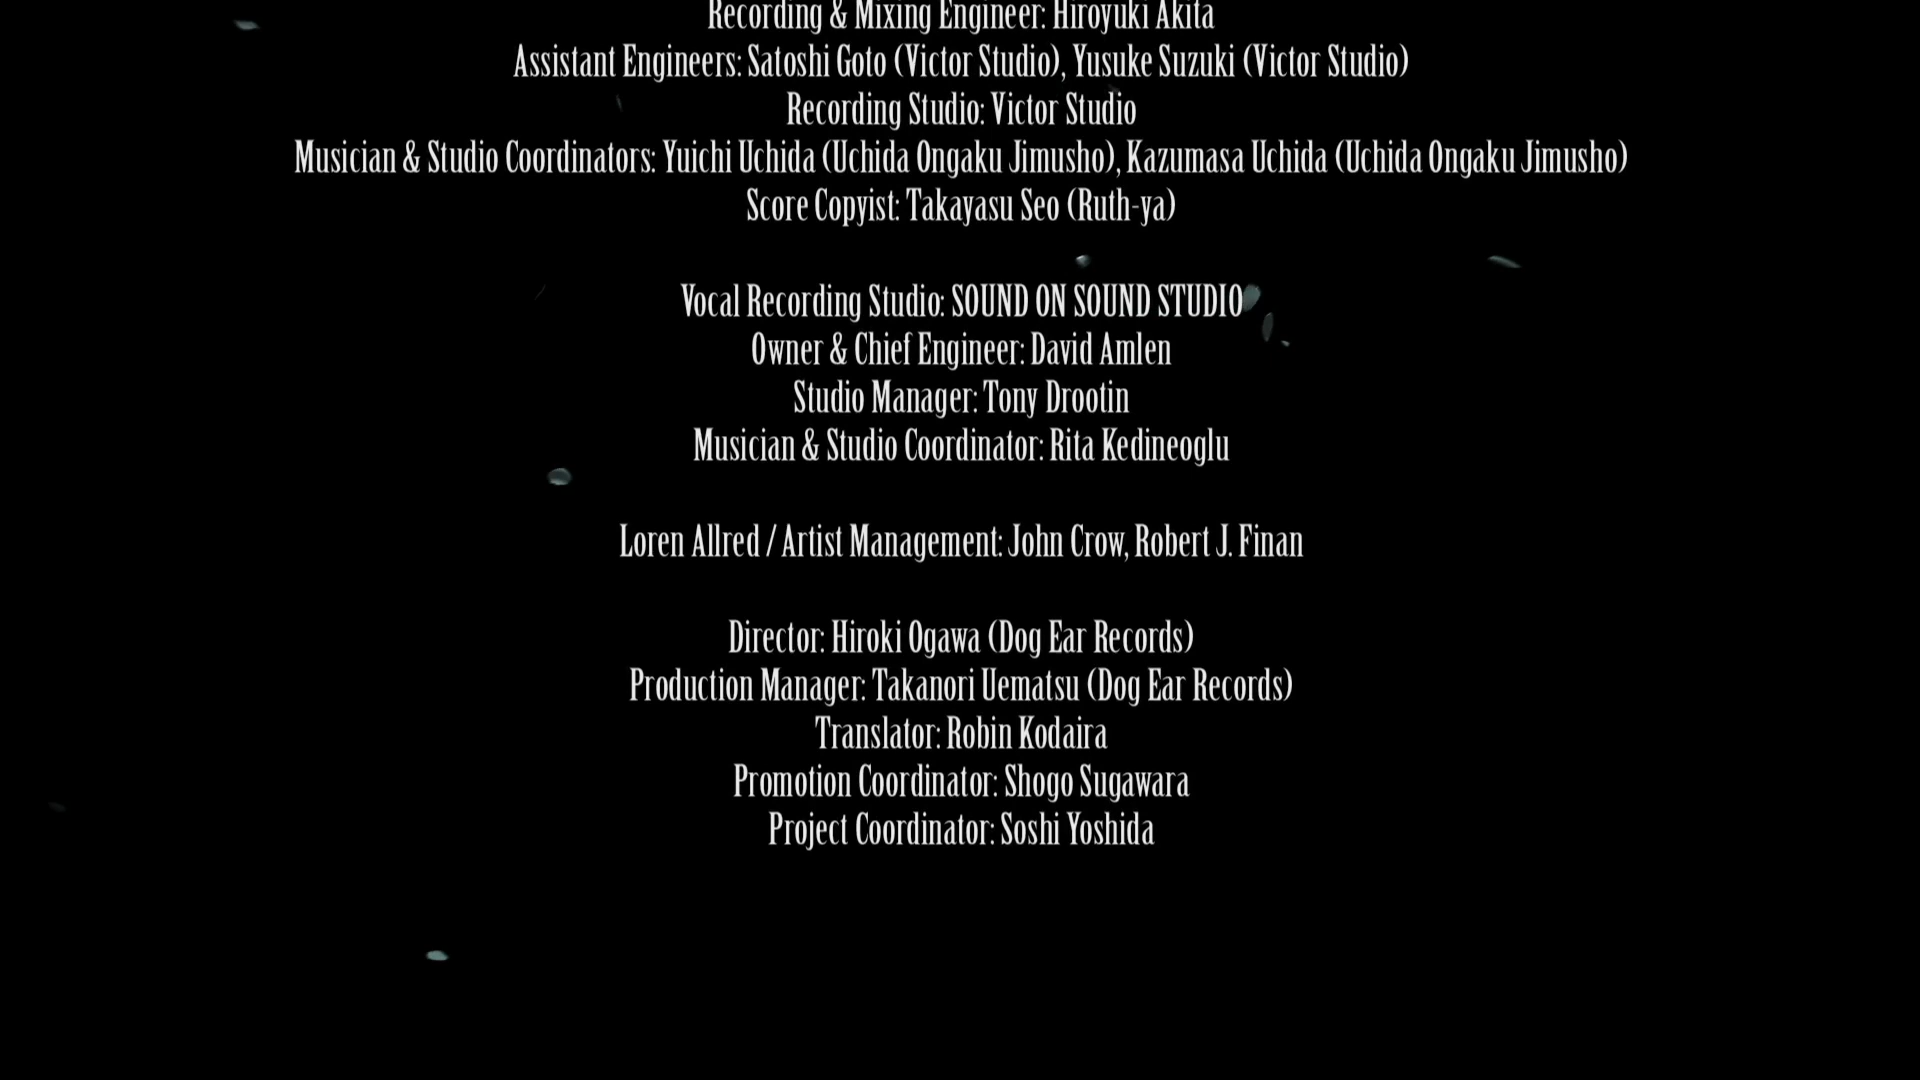 Recording & Mixing Engineer: Hiroyuki Akita
Assistant Engineers: Satoshi Goto (Victor Studio), Yusuke Suzuki (Victor Studio)
Recording Studio: Victor Studio
Musician & Studio Coordinators: Yuichi Uchida (Uchida Ongaku Jimusho), Kazumasa Uchida (Uchida Ongaku Jimusho)
Score Copyist: Takayasu Seo (Ruth-ya)
Vocal Recording Studio: SOUND ON SOUND STUDIO
Owner & Chief Engineer: David Amlen
Studio Manager: Tony Drootin
Musician & Studio Coordinator: Rita Kedineoglu
Loren Allred / Artist Management: John Crow, Robert J. Finan
Director: Hiroki Ogawa (Dog Ear Records)
Production Manager: Takanori Uematsu (Dog Ear Records)
Translator: Robin Kodaira
Promotion Coordinator: Shogo Sugawara
Project Coordinator: Soshi Yoshida